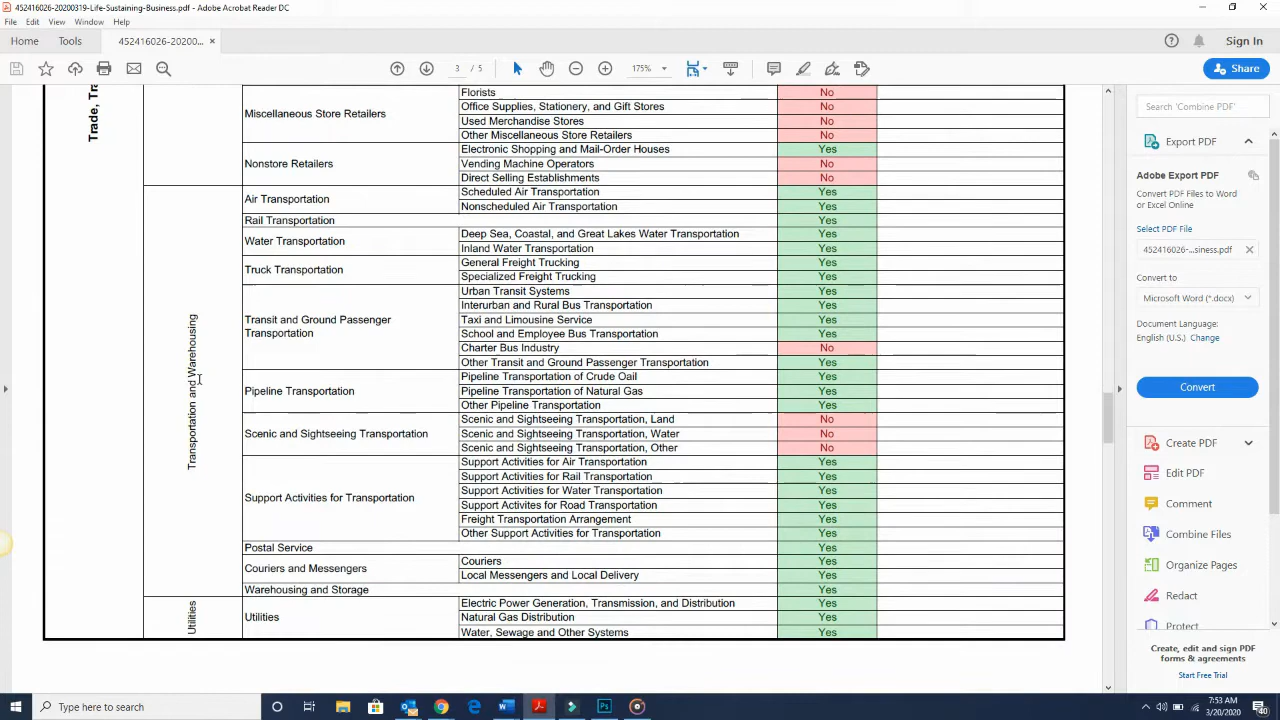 452416026-20200319-Life-Sustaining-Business.pdf - Adobe Acrobat Reader DC
File Edit View Window Help
Home Tools 452416026-20200... × Sign In
3 / 5 175% Share
Trade, Tra
Miscellaneous Store Retailers
Florists No
Office Supplies, Stationery, and Gift Stores No
Used Merchandise Stores No
Other Miscellaneous Store Retailers No
Nonstore Retailers
Electronic Shopping and Mail-Order Houses Yes
Vending Machine Operators No
Direct Selling Establishments No
Transportation and Warehousing
Air Transportation
Scheduled Air Transportation Yes
Nonscheduled Air Transportation Yes
Rail Transportation Yes
Water Transportation
Deep Sea, Coastal, and Great Lakes Water Transportation Yes
Inland Water Transportation Yes
Truck Transportation
General Freight Trucking Yes
Specialized Freight Trucking Yes
Transit and Ground Passenger
Transportation
Urban Transit Systems Yes
Interurban and Rural Bus Transportation Yes
Taxi and Limousine Service Yes
School and Employee Bus Transportation Yes
Charter Bus Industry No
Other Transit and Ground Passenger Transportation Yes
Pipeline Transportation
Pipeline Transportation of Crude Oail Yes
Pipeline Transportation of Natural Gas Yes
Other Pipeline Transportation Yes
Scenic and Sightseeing Transportation
Scenic and Sightseeing Transportation, Land No
Scenic and Sightseeing Transportation, Water No
Scenic and Sightseeing Transportation, Other No
Support Activities for Transportation
Support Activities for Air Transportation Yes
Support Activities for Rail Transportation Yes
Support Activities for Water Transportation Yes
Support Activites for Road Transportation Yes
Freight Transportation Arrangement Yes
Other Support Activities for Transportation Yes
Postal Service Yes
Couriers and Messengers
Couriers Yes
Local Messengers and Local Delivery Yes
Warehousing and Storage Yes
Utilities
Utilities
Electric Power Generation, Transmission, and Distribution Yes
Natural Gas Distribution Yes
Water, Sewage and Other Systems Yes
Search 'Combine PDF'
Export PDF
Adobe Export PDF
Convert PDF Files to Word
or Excel Online
Select PDF File
452416026-...siness.pdf ×
Convert to
Microsoft Word (*.docx)
Document Language:
English (U.S.) Change
Convert
Create PDF
Edit PDF
Comment
Combine Files
Organize Pages
Redact
Protect
Create, edit and sign PDF
forms & agreements
Start Free Trial
Type here to search
7:53 AM
3/20/2020
40